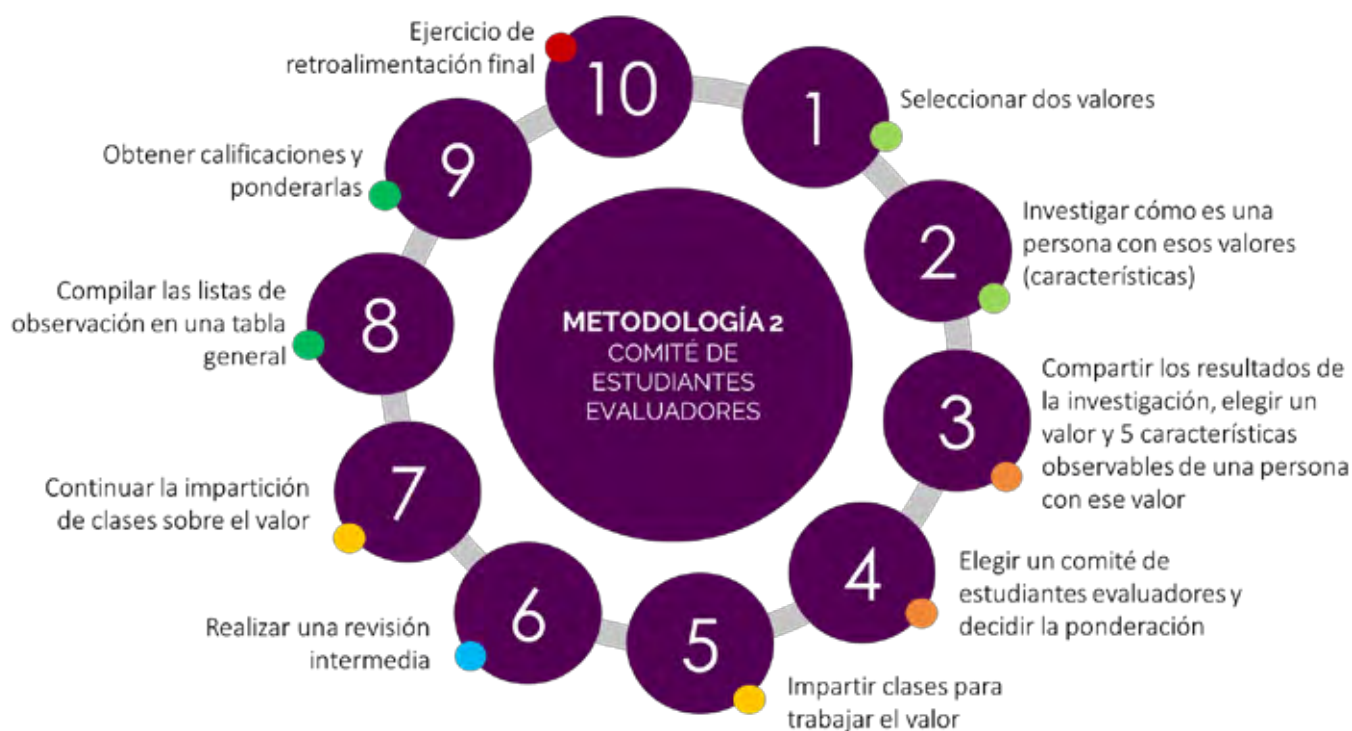 METODOLOGÍA 2
COMITÉ DE
ESTUDIANTES
EVALUADORES
1
Seleccionar dos valores
2
Investigar cómo es una
persona con esos valores
(características)
3
Compartir los resultados de
la investigación, elegir un
valor y 5 características
observables de una persona
con ese valor
4
Elegir un comité de
estudiantes evaluadores y
decidir la ponderación
5
Impartir clases para
trabajar el valor
6
Realizar una revisión
intermedia
7
Continuar la impartición
de clases sobre el valor
8
Compilar las listas de
observación en una tabla
general
9
Obtener calificaciones y
ponderarlas
10
Ejercicio de
retroalimentación final